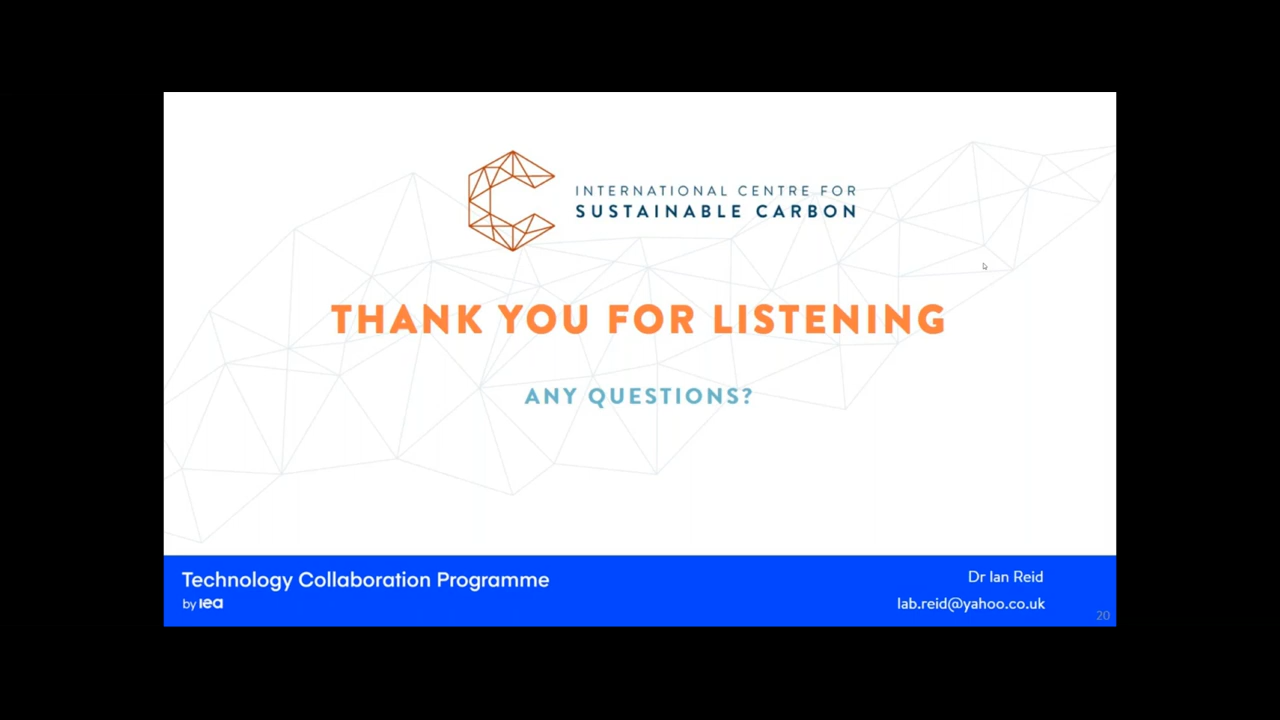 INTERNATIONAL CENTRE FOR
SUSTAINABLE CARBON
THANK YOU FOR LISTENING
ANY QUESTIONS?
Technology Collaboration Programme
by iea
Dr Ian Reid
lab.reid@yahoo.co.uk
20